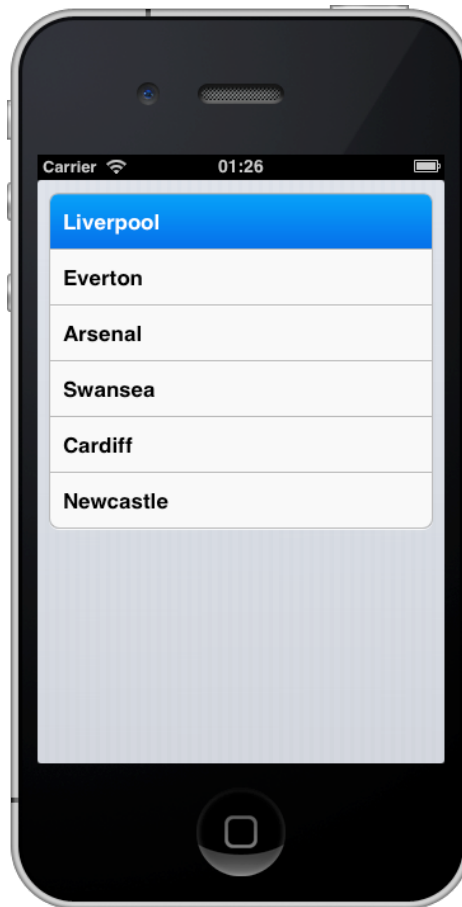 Carrier 01:26
Liverpool
Everton
Arsenal
Swansea
Cardiff
Newcastle